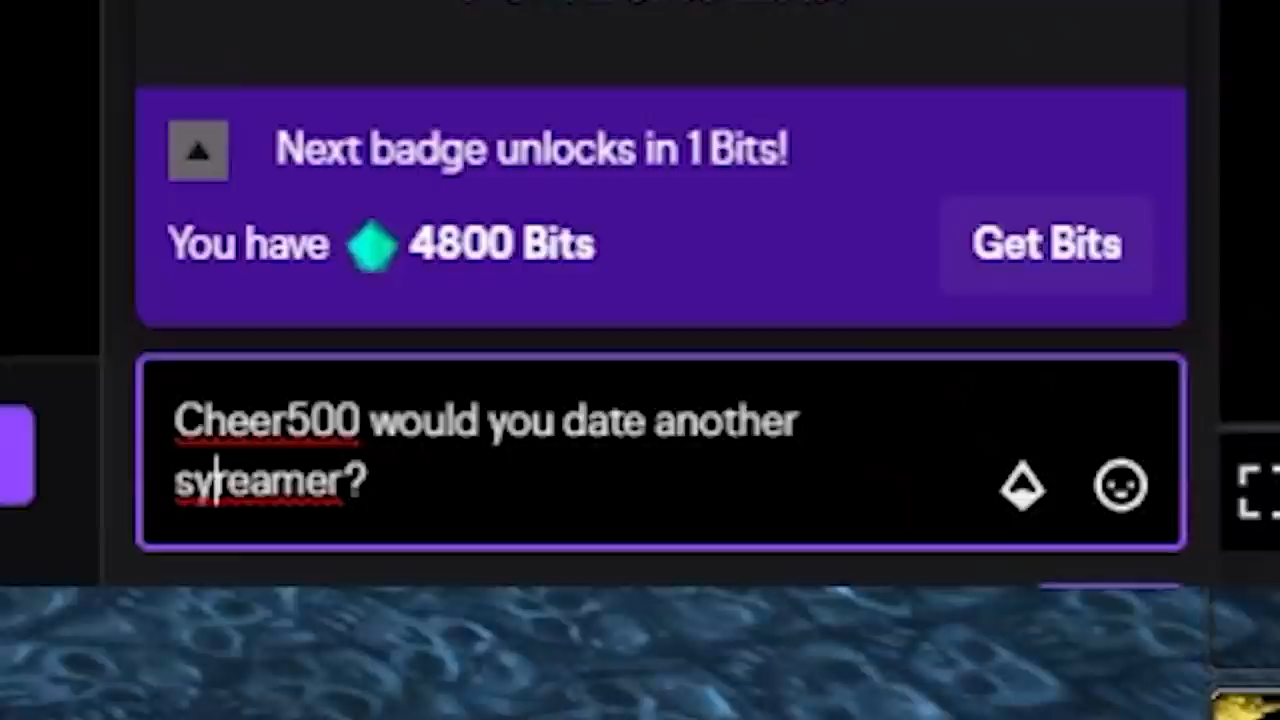 Next badge unlocks in 1 Bits!
You have 4800 Bits
Get Bits
Cheer500 would you date another
syreamer?